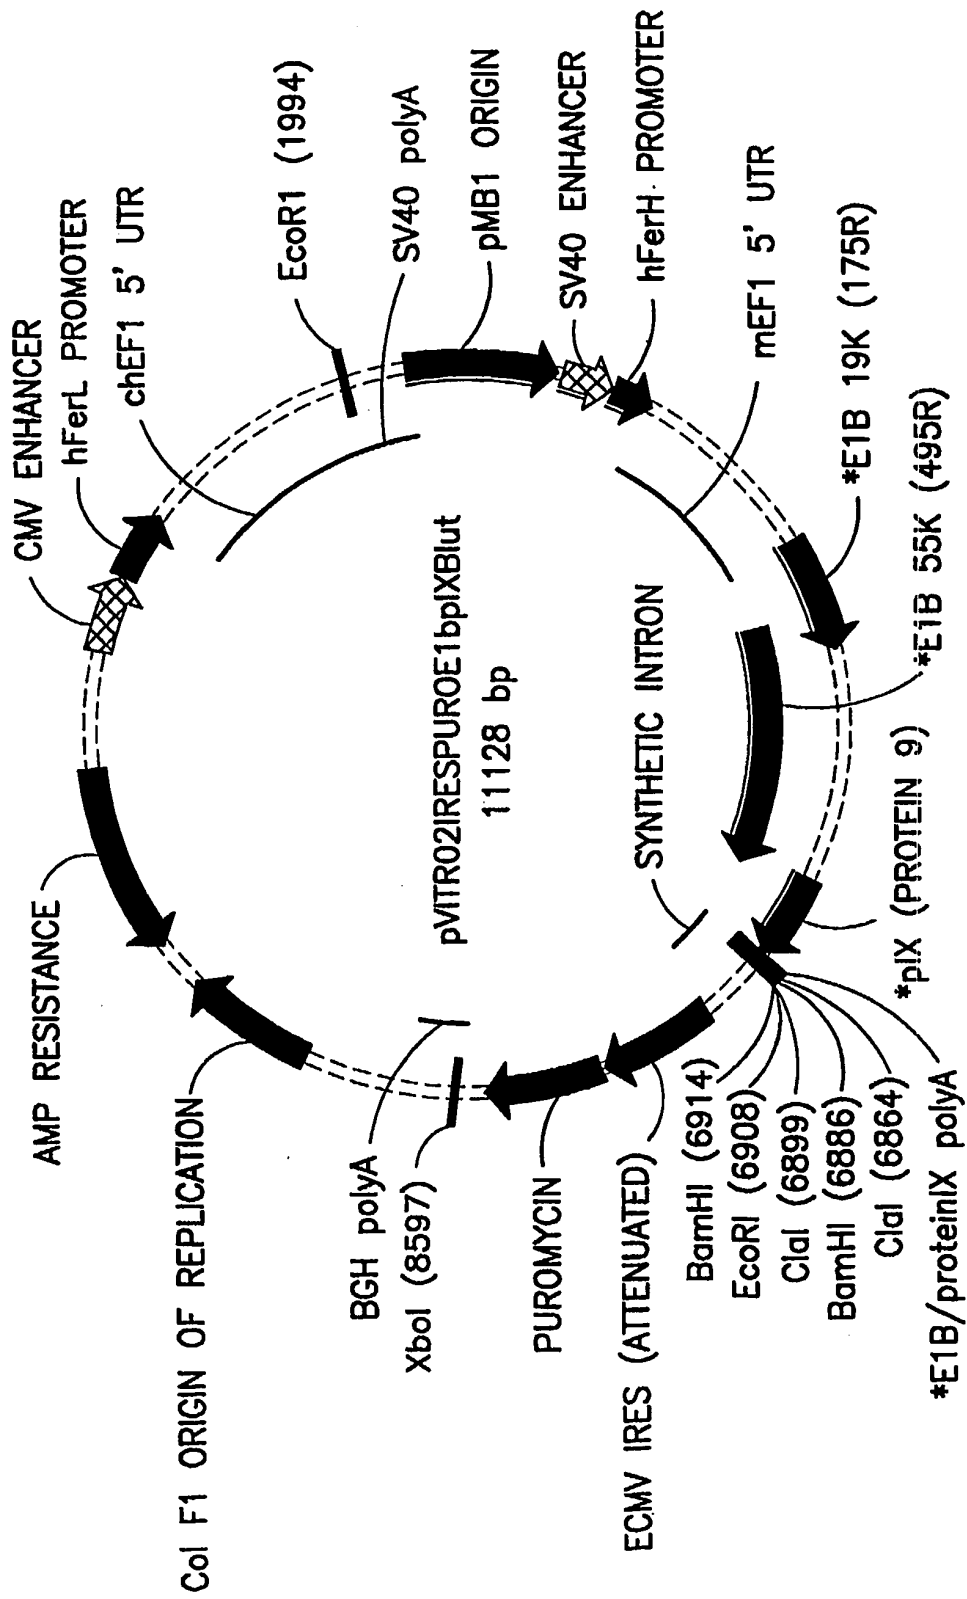 CMV ENHANCER
hFerL PROMOTER
chEF1 5' UTR
EcoR1 (1994)
SV40 polyA
pMB1 ORIGIN
SV40 ENHANCER
hFerH PROMOTER
mEF1 5' UTR
*E1B 19K (175R)
*E1B 55K (495R)
*pIX (PROTEIN 9)
SYNTHETIC INTRON
pVITRO2IRESPUROE1bpIXBlut
11128 bp
AMP RESISTANCE
Col F1 ORIGIN OF REPLICATION
BGH polyA
XboI (8597)
PUROMYCIN
ECMV IRES (ATTENUATED)
BamHI (6914)
EcoRI (6908)
ClaI (6899)
BamHI (6886)
ClaI (6864)
*E1B/proteinIX polyA